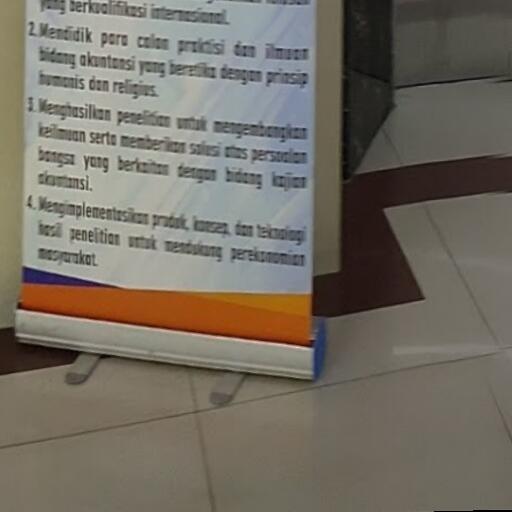 yang berkualifikasi internasional.
2. Mendidik para calon praktisi dan ilmuan
bidang akuntansi yang beretika dengan prinsip
humanis dan religius.
3. Menghasilkan penelitian untuk mengembangkan
keilmuan serta memberikan solusi atas persoalan
bangsa yang berkaitan dengan bidang kajian
akuntansi.
4. Mengimplementasikan produk, konsep, dan teknologi
hasil penelitian untuk mendukung perekonomian
masyarakat.